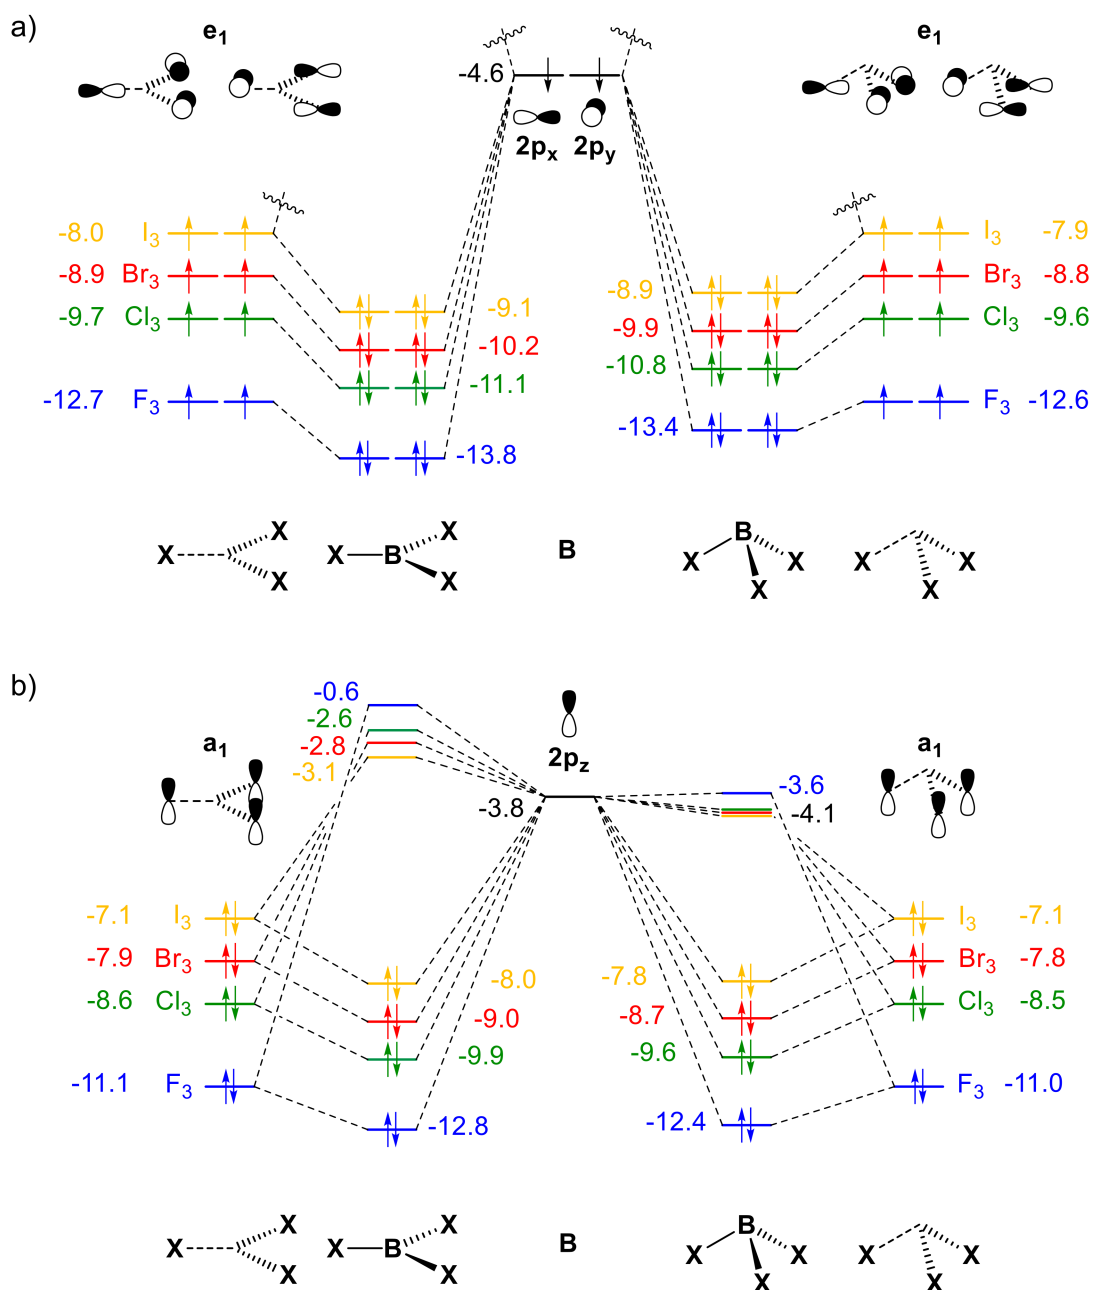 a)
e₁
e₁
-4.6
2pₓ 2pᵧ
-8.0 I₃
I₃ -7.9
-8.9 Br₃
Br₃ -8.8
-9.7 Cl₃
Cl₃ -9.6
-12.7 F₃
F₃ -12.6
-9.1
-8.9
-10.2
-9.9
-11.1
-10.8
-13.8
-13.4
X X X
X B X X
B
B X X X
X X X
b)
-0.6
-2.6
-2.8
-3.1
a₁
2p_z
a₁
-3.8
-3.6
-4.1
-7.1 I₃
I₃ -7.1
-7.9 Br₃
Br₃ -7.8
-8.6 Cl₃
Cl₃ -8.5
-11.1 F₃
F₃ -11.0
-8.0
-7.8
-9.0
-8.7
-9.9
-9.6
-12.8
-12.4
X X X
X B X X
B
B X X X
X X X